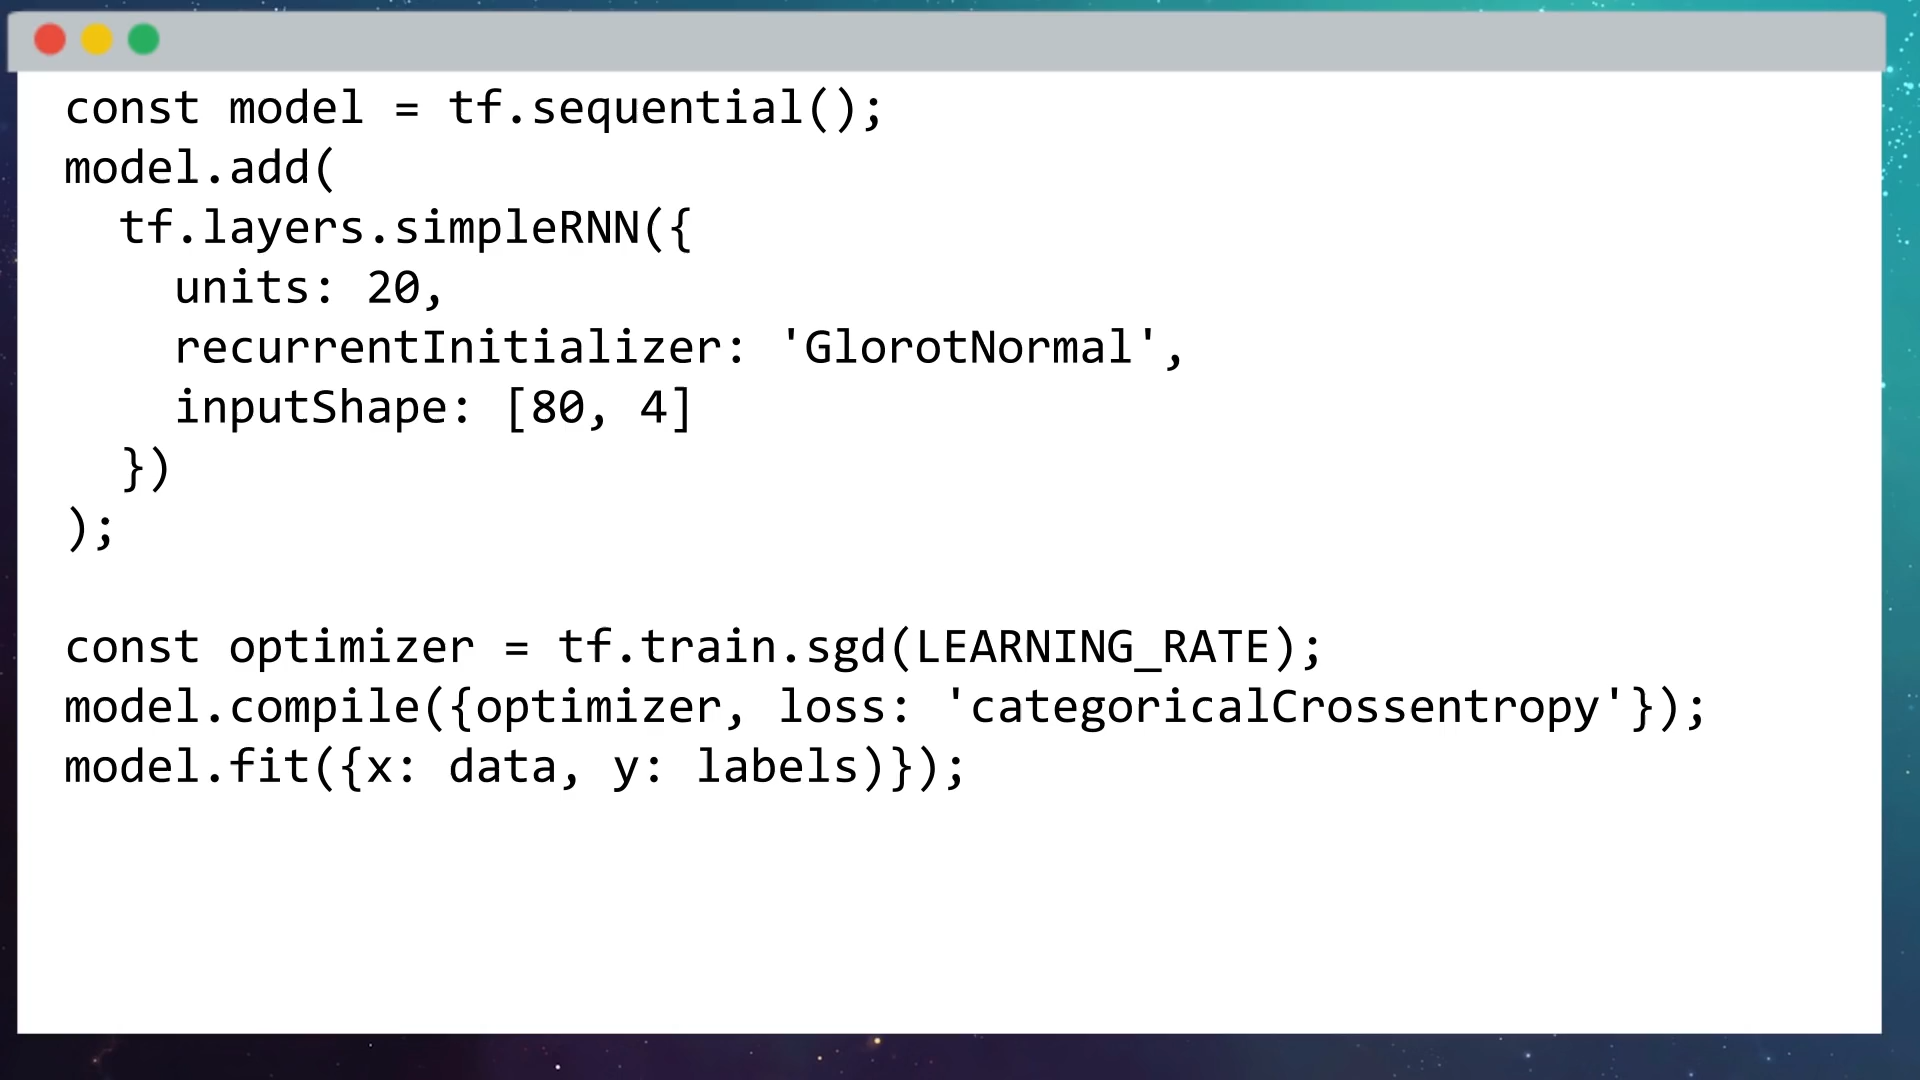 const model = tf.sequential();
model.add(
  tf.layers.simpleRNN({
    units: 20,
    recurrentInitializer: 'GlorotNormal',
    inputShape: [80, 4]
  })
);

const optimizer = tf.train.sgd(LEARNING_RATE);
model.compile({optimizer, loss: 'categoricalCrossentropy'});
model.fit({x: data, y: labels)});